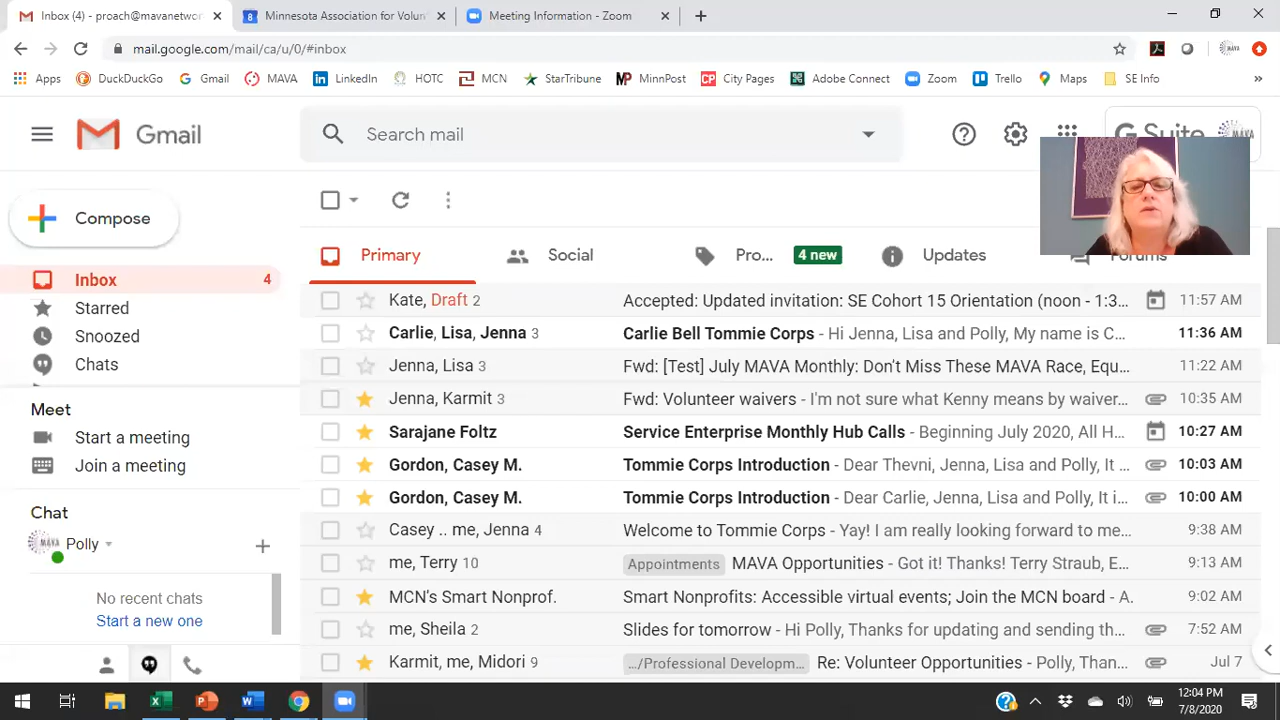 Inbox (4) - proach@mavanetwor
Minnesota Association for Volun
Meeting Information - Zoom
mail.google.com/mail/ca/u/0/#inbox
Apps DuckDuckGo Gmail MAVA LinkedIn HOTC MCN StarTribune MinnPost City Pages Adobe Connect Zoom Trello Maps SE Info
Gmail
Search mail
G Suite
Compose
Primary Social Pro... 4 new Updates Forums
Inbox 4
Starred
Snoozed
Chats
Meet
Start a meeting
Join a meeting
Chat
Polly
No recent chats
Start a new one
Kate, Draft 2 Accepted: Updated invitation: SE Cohort 15 Orientation (noon - 1:3... 11:57 AM
Carlie, Lisa, Jenna 3 Carlie Bell Tommie Corps - Hi Jenna, Lisa and Polly, My name is C... 11:36 AM
Jenna, Lisa 3 Fwd: [Test] July MAVA Monthly: Don't Miss These MAVA Race, Equ... 11:22 AM
Jenna, Karmit 3 Fwd: Volunteer waivers - I'm not sure what Kenny means by waiver... 10:35 AM
Sarajane Foltz Service Enterprise Monthly Hub Calls - Beginning July 2020, All H... 10:27 AM
Gordon, Casey M. Tommie Corps Introduction - Dear Thevni, Jenna, Lisa and Polly, It ... 10:03 AM
Gordon, Casey M. Tommie Corps Introduction - Dear Carlie, Jenna, Lisa and Polly, It i... 10:00 AM
Casey .. me, Jenna 4 Welcome to Tommie Corps - Yay! I am really looking forward to me... 9:38 AM
me, Terry 10 Appointments MAVA Opportunities - Got it! Thanks! Terry Straub, E... 9:13 AM
MCN's Smart Nonprof. Smart Nonprofits: Accessible virtual events; Join the MCN board - A. 9:02 AM
me, Sheila 2 Slides for tomorrow - Hi Polly, Thanks for updating and sending th... 7:52 AM
Karmit, me, Midori 9 .../Professional Developm... Re: Volunteer Opportunities - Polly, Than... Jul 7
12:04 PM
7/8/2020